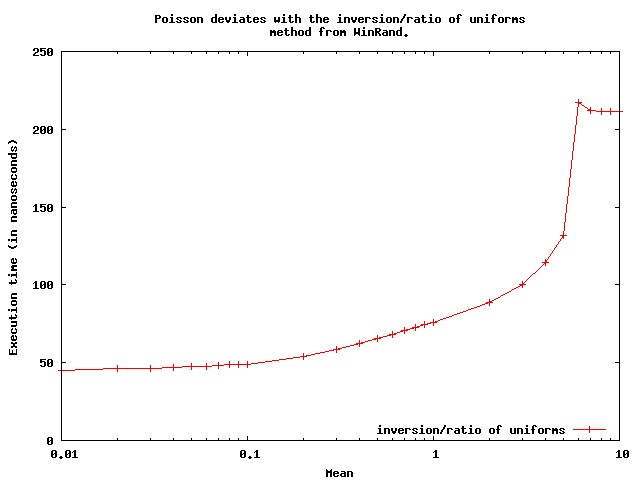 Poisson deviates with the inversion/ratio of uniforms
method from WinRand.
250
200
150
100
50
0
Execution time (in nanoseconds)
inversion/ratio of uniforms
0.01 0.1 1 10
Mean